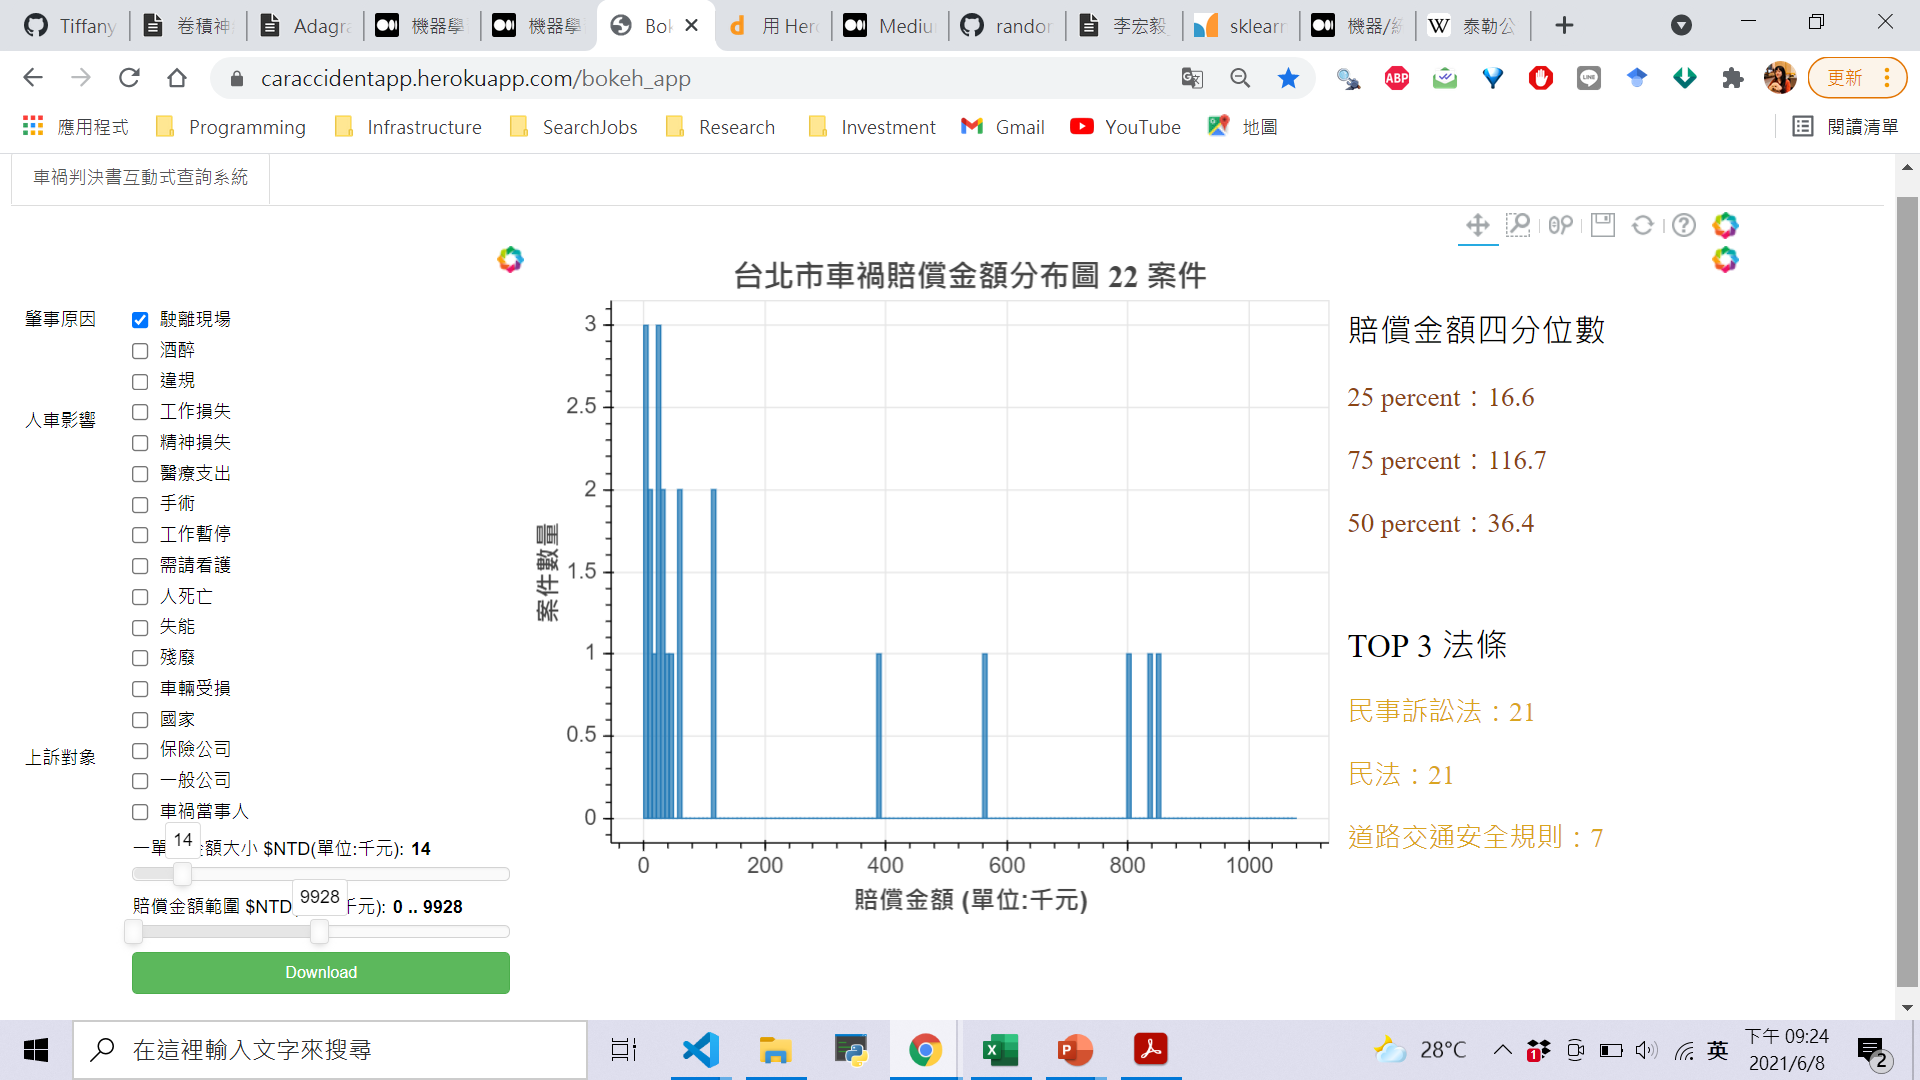 Tiffany
卷積神
Adagra
機器學
機器學
Bok
用 Hero
Mediu
random
李宏毅
sklearn
機器/
泰勒公
caraccidentapp.herokuapp.com/bokeh_app
ABP
LINE
更新
應用程式
Programming
Infrastructure
SearchJobs
Research
Investment
Gmail
YouTube
地圖
閱讀清單
車禍判決書互動式查詢系統
肇事原因
駛離現場
酒醉
違規
人車影響
工作損失
精神損失
醫療支出
手術
工作暫停
需請看護
人死亡
失能
殘廢
車輛受損
上訴對象
國家
保險公司
一般公司
車禍當事人
14
一單 金額大小 $NTD(單位:千元): 14
9928
賠償金額範圍 $NTD( 千元): 0 .. 9928
Download
台北市車禍賠償金額分布圖 22 案件
案件數量
3
2.5
2
1.5
1
0.5
0
0 200 400 600 800 1000
賠償金額 (單位:千元)
賠償金額四分位數
25 percent：16.6
75 percent：116.7
50 percent：36.4
TOP 3 法條
民事訴訟法：21
民法：21
道路交通安全規則：7
在這裡輸入文字來搜尋
28°C
1
英
下午 09:24
2021/6/8
2